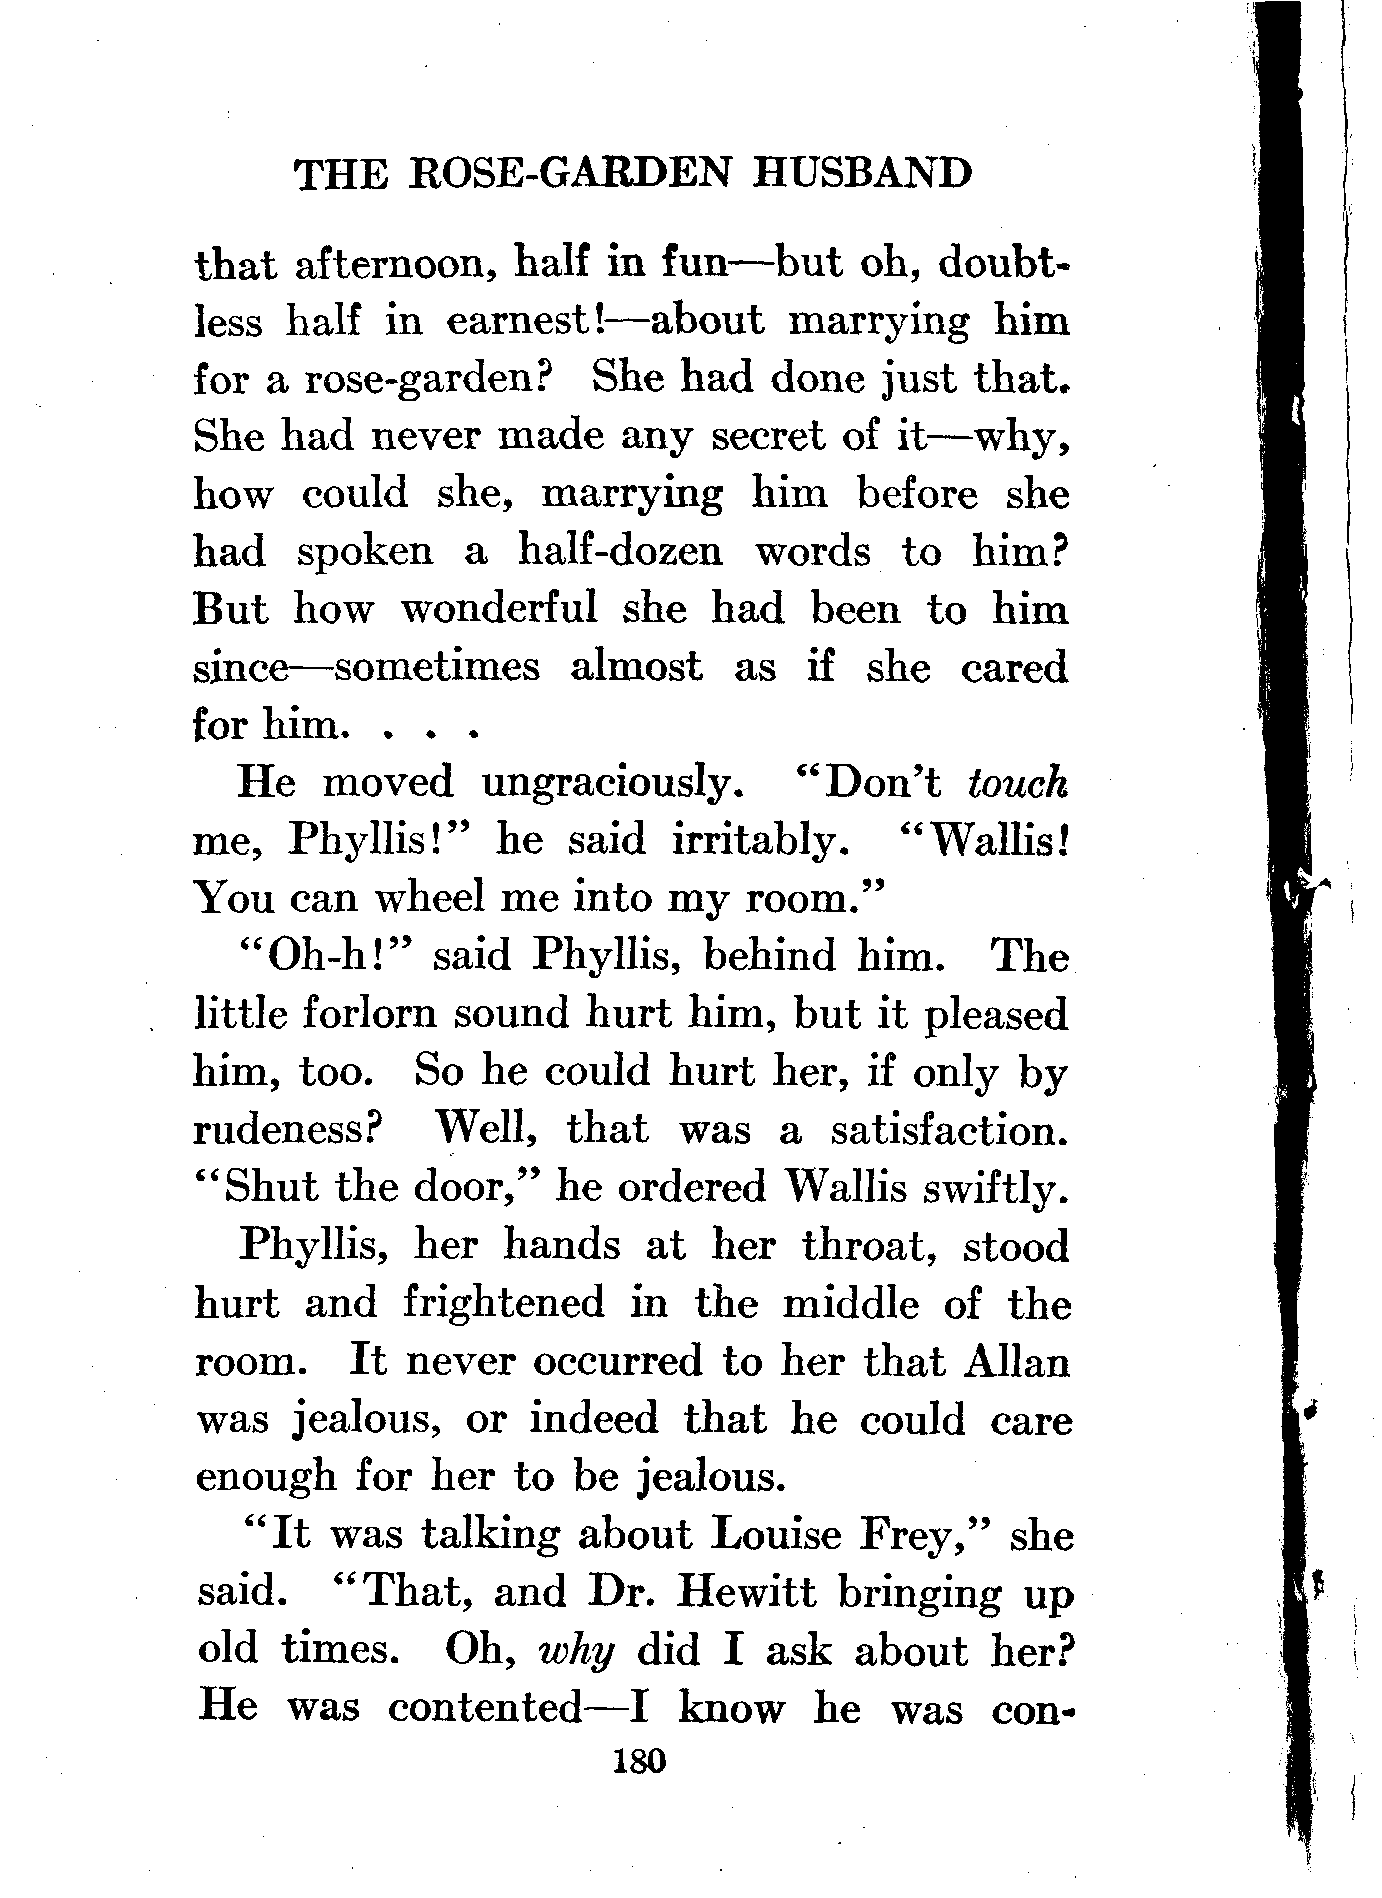 THE ROSE-GARDEN HUSBAND
that afternoon, half in fun—but oh, doubt-
less half in earnest!—about marrying him
for a rose-garden? She had done just that.
She had never made any secret of it—why,
how could she, marrying him before she
had spoken a half-dozen words to him?
But how wonderful she had been to him
since—sometimes almost as if she cared
for him. . . .
He moved ungraciously. "Don't touch
me, Phyllis!" he said irritably. "Wallis!
You can wheel me into my room."
"Oh-h!" said Phyllis, behind him. The
little forlorn sound hurt him, but it pleased
him, too. So he could hurt her, if only by
rudeness? Well, that was a satisfaction.
"Shut the door," he ordered Wallis swiftly.
Phyllis, her hands at her throat, stood
hurt and frightened in the middle of the
room. It never occurred to her that Allan
was jealous, or indeed that he could care
enough for her to be jealous.
"It was talking about Louise Frey," she
said. "That, and Dr. Hewitt bringing up
old times. Oh, why did I ask about her?
He was contented—I know he was con-
180